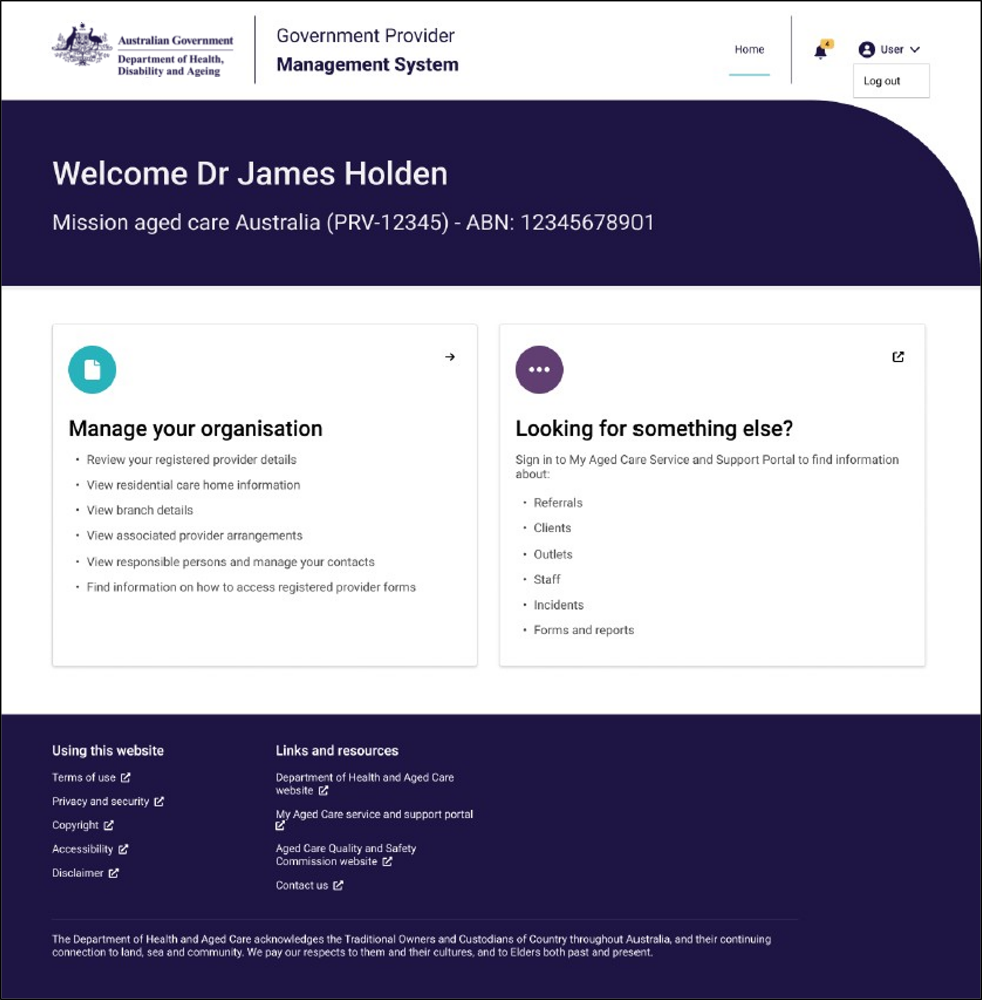 Australian Government
Department of Health,
Disability and Ageing
Government Provider
Management System
Home
4
User
Log out
Welcome Dr James Holden
Mission aged care Australia (PRV-12345) - ABN: 12345678901
Manage your organisation
• Review your registered provider details
• View residential care home information
• View branch details
• View associated provider arrangements
• View responsible persons and manage your contacts
• Find information on how to access registered provider forms
Looking for something else?
Sign in to My Aged Care Service and Support Portal to find information
about:
• Referrals
• Clients
• Outlets
• Staff
• Incidents
• Forms and reports
Using this website
Terms of use
Privacy and security
Copyright
Accessibility
Disclaimer
Links and resources
Department of Health and Aged Care
website
My Aged Care service and support portal
Aged Care Quality and Safety
Commission website
Contact us
The Department of Health and Aged Care acknowledges the Traditional Owners and Custodians of Country throughout Australia, and their continuing
connection to land, sea and community. We pay our respects to them and their cultures, and to Elders both past and present.